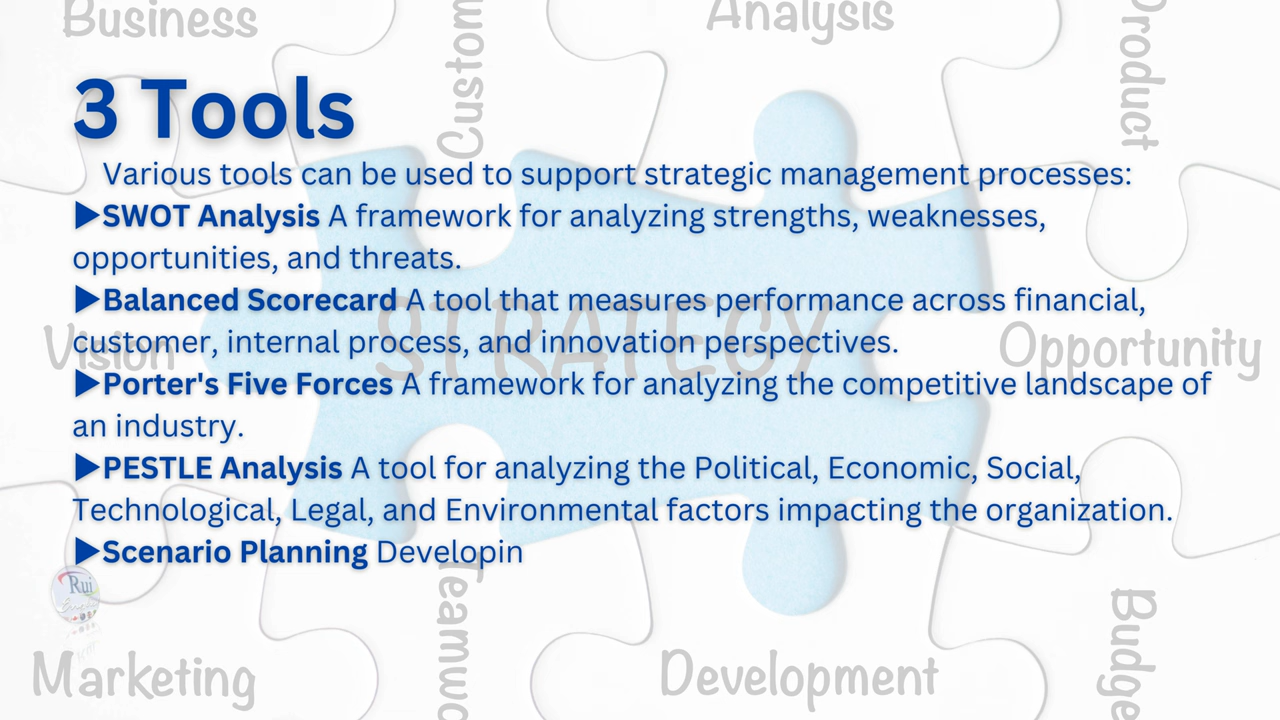 Business
Custom
Analysis
Product
3 Tools
Various tools can be used to support strategic management processes:
▶SWOT Analysis A framework for analyzing strengths, weaknesses,
opportunities, and threats.
▶Balanced Scorecard A tool that measures performance across financial,
customer, internal process, and innovation perspectives.
STRATEGY
Vision
Opportunity
▶Porter's Five Forces A framework for analyzing the competitive landscape of
an industry.
▶PESTLE Analysis A tool for analyzing the Political, Economic, Social,
Technological, Legal, and Environmental factors impacting the organization.
▶Scenario Planning Developin
Rui
Teamwo
Marketing
Development
Budge